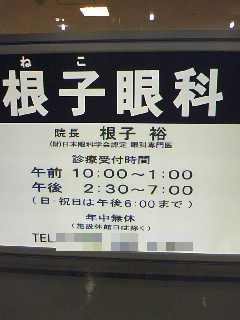 ねこ
根子眼科
院長 根子 裕
(財)日本眼科学会認定 眼科専門医
診療受付時間
午前 10:00～1:00
午後 2:30～7:00
(日・祝日は午後6:00まで)
年中無休
(施設休館日は除く)
TEL